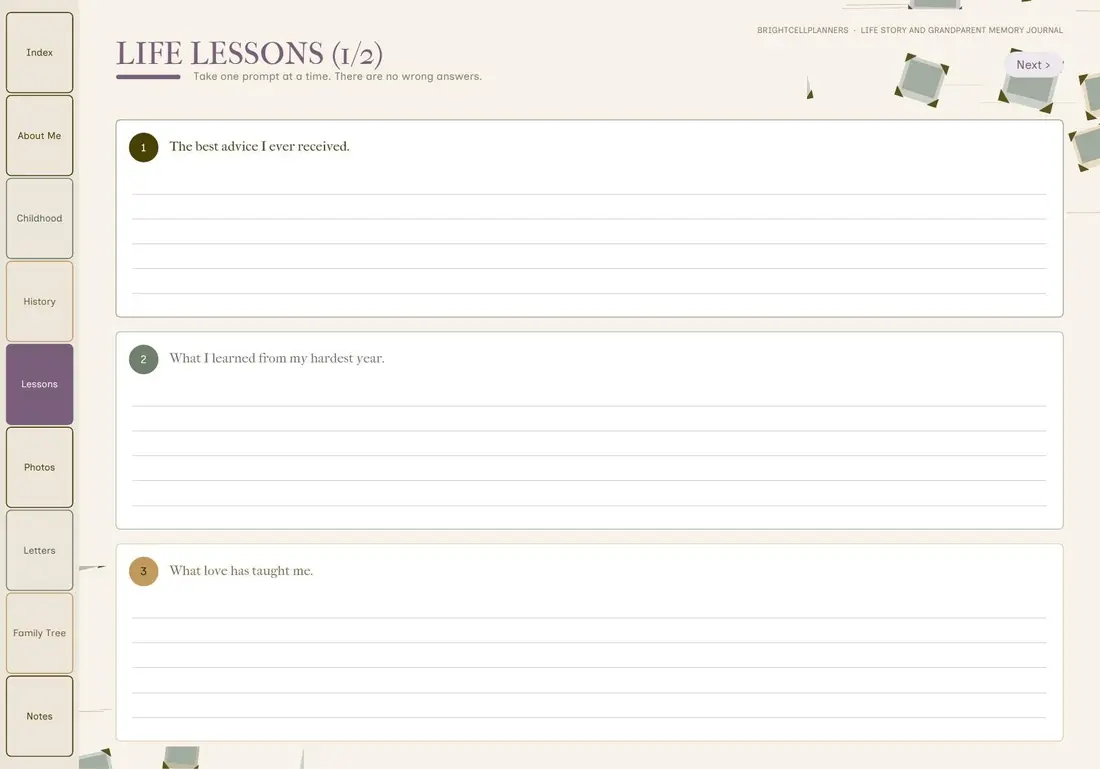 Index
About Me
Childhood
History
Lessons
Photos
Letters
Family Tree
Notes
BRIGHTCELLPLANNERS · LIFE STORY AND GRANDPARENT MEMORY JOURNAL
LIFE LESSONS (1/2)
Take one prompt at a time. There are no wrong answers.
Next >
1 The best advice I ever received.
2 What I learned from my hardest year.
3 What love has taught me.